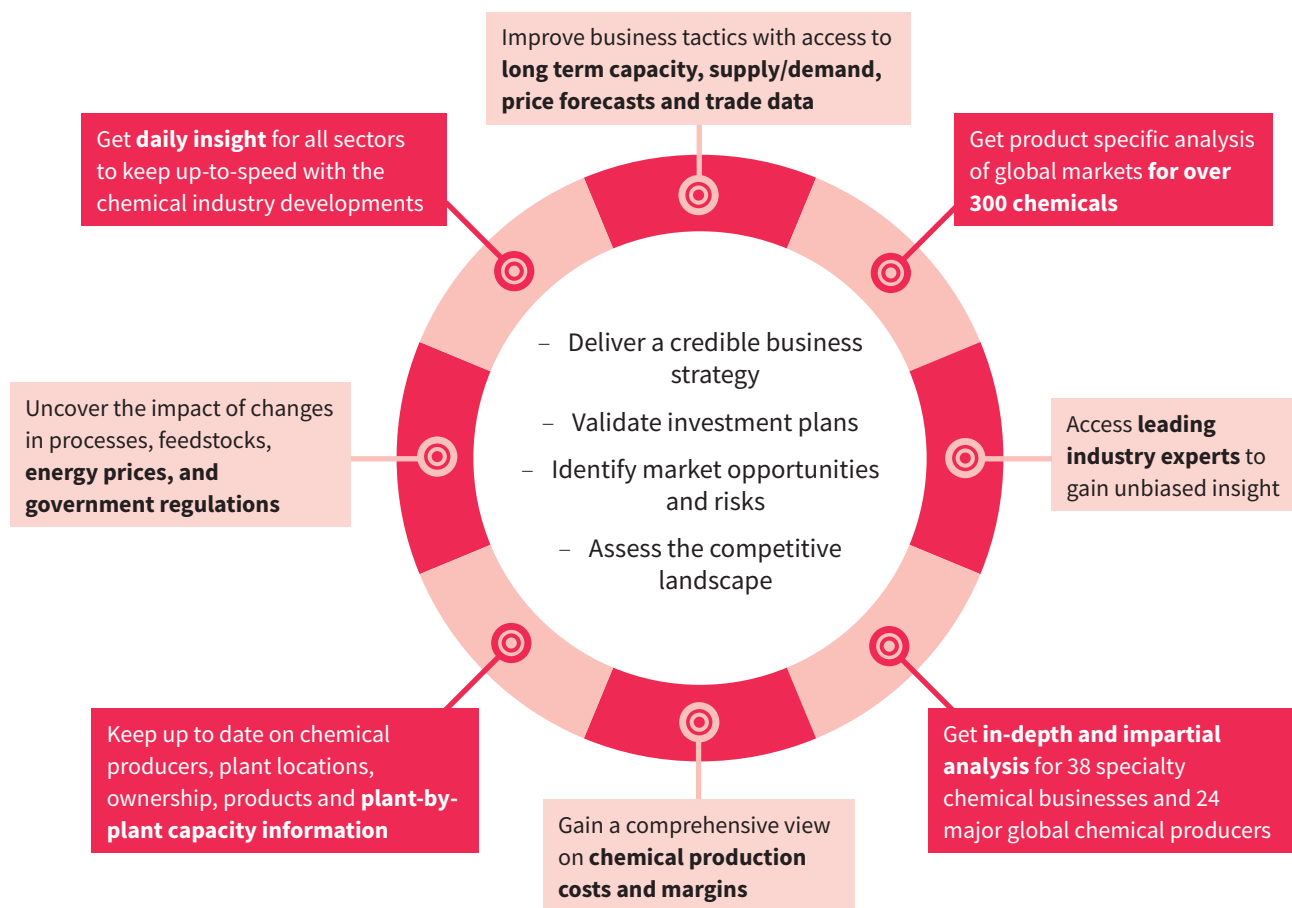 Improve business tactics with access to
long term capacity, supply/demand,
price forecasts and trade data
Get daily insight for all sectors
to keep up-to-speed with the
chemical industry developments
Get product specific analysis
of global markets for over
300 chemicals
– Deliver a credible business
strategy
– Validate investment plans
– Identify market opportunities
and risks
– Assess the competitive
landscape
Uncover the impact of changes
in processes, feedstocks,
energy prices, and
government regulations
Access leading
industry experts to
gain unbiased insight
Keep up to date on chemical
producers, plant locations,
ownership, products and plant-by-
plant capacity information
Gain a comprehensive view
on chemical production
costs and margins
Get in-depth and impartial
analysis for 38 specialty
chemical businesses and 24
major global chemical producers